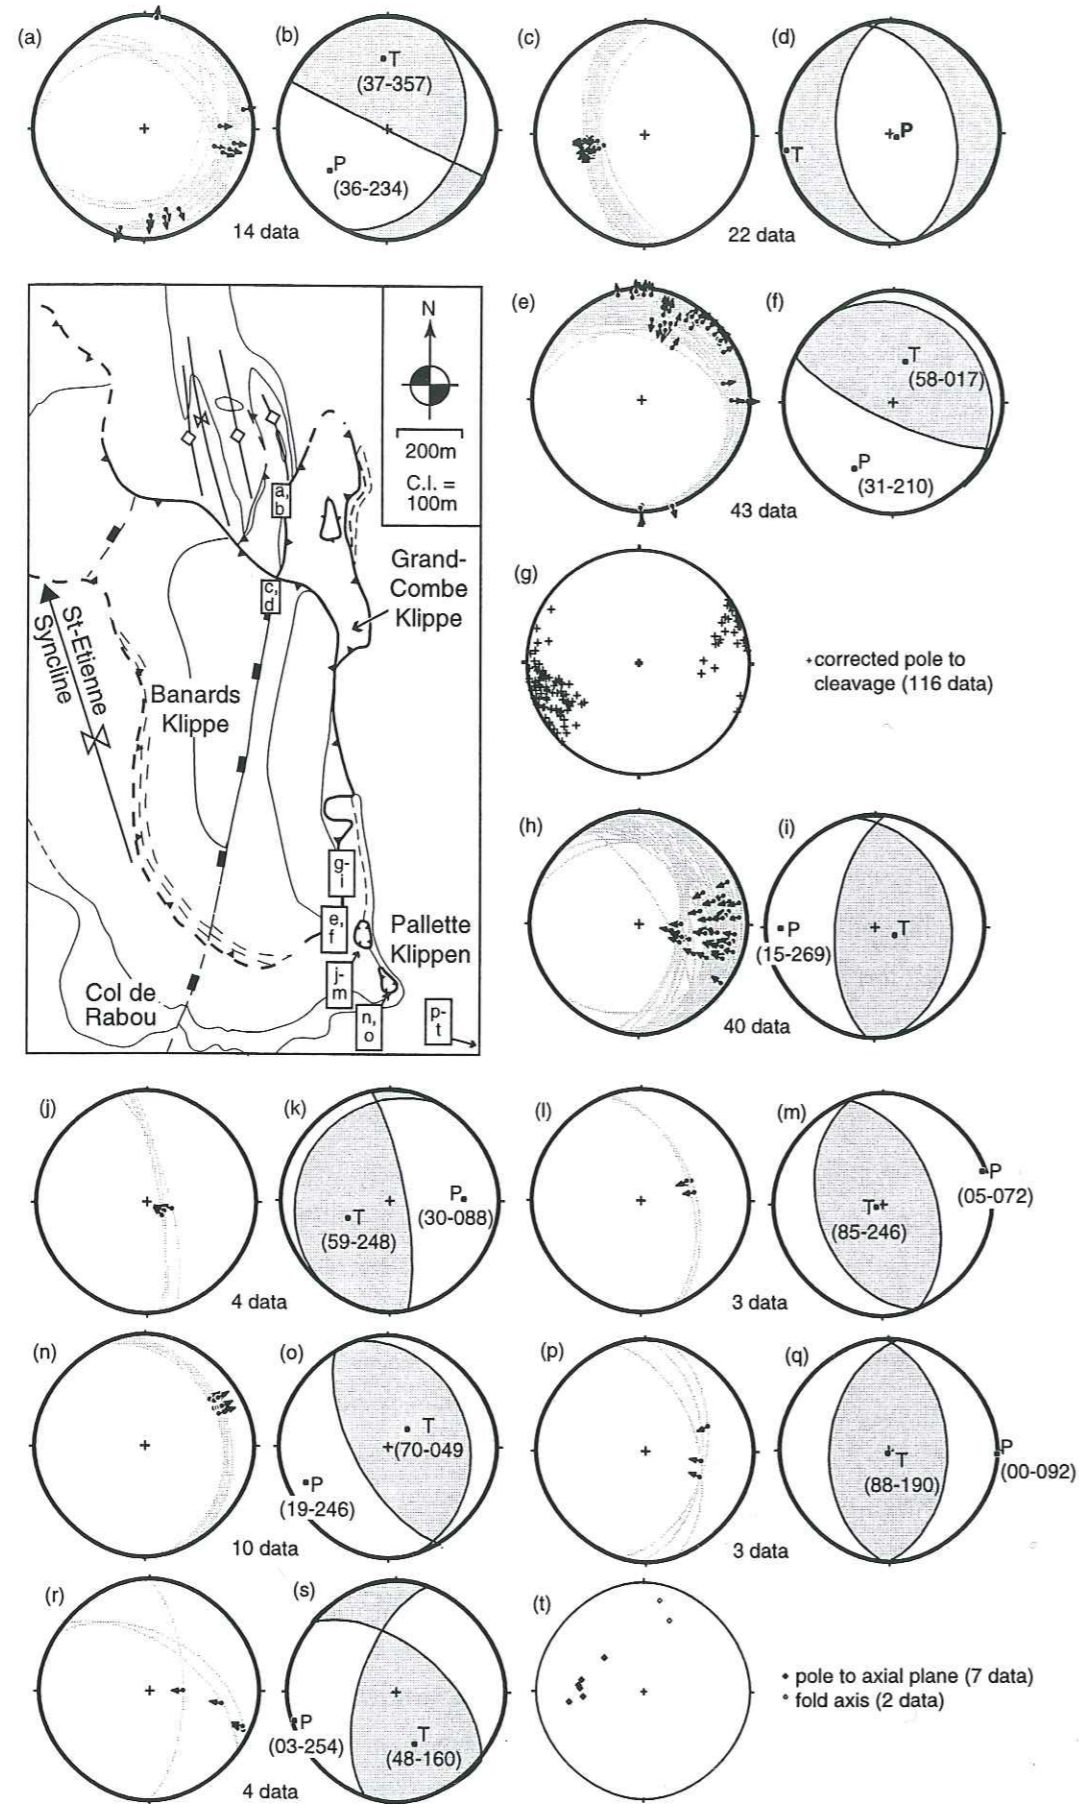 (a)
(b)
T
(37-357)
P
(36-234)
14 data
(c)
(d)
T
P
22 data
N
200m
C.I. =
100m
a,
b
c,
d
Grand-
Combe
Klippe
St-Etienne
Syncline
Banards
Klippe
g-
i
e,
f
Pallette
Klippen
j-
m
n,
o
p-
t
Col de
Rabou
(e)
(f)
T
(58-017)
P
(31-210)
43 data
(g)
+corrected pole to
cleavage (116 data)
(h)
(i)
P
(15-269)
T
40 data
(j)
(k)
P
(30-088)
T
(59-248)
4 data
(l)
(m)
P
(05-072)
T
(85-246)
3 data
(n)
(o)
T
(70-049
P
(19-246)
10 data
(p)
(q)
P
(00-092)
T
(88-190)
3 data
(r)
(s)
P
(03-254)
T
(48-160)
4 data
(t)
pole to axial plane (7 data)
fold axis (2 data)